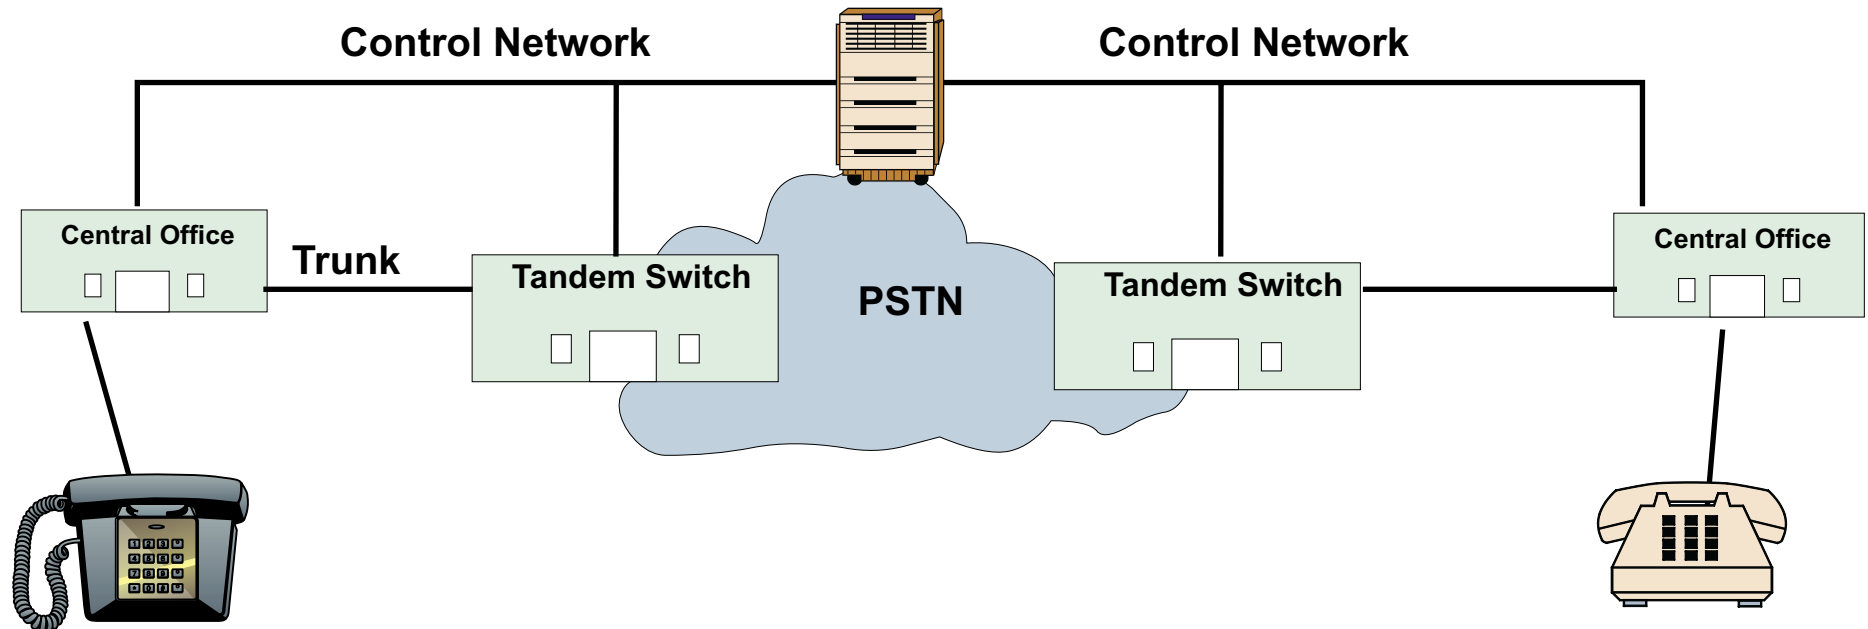 Control Network
Control Network
Central Office
Trunk
Tandem Switch
PSTN
Tandem Switch
Central Office